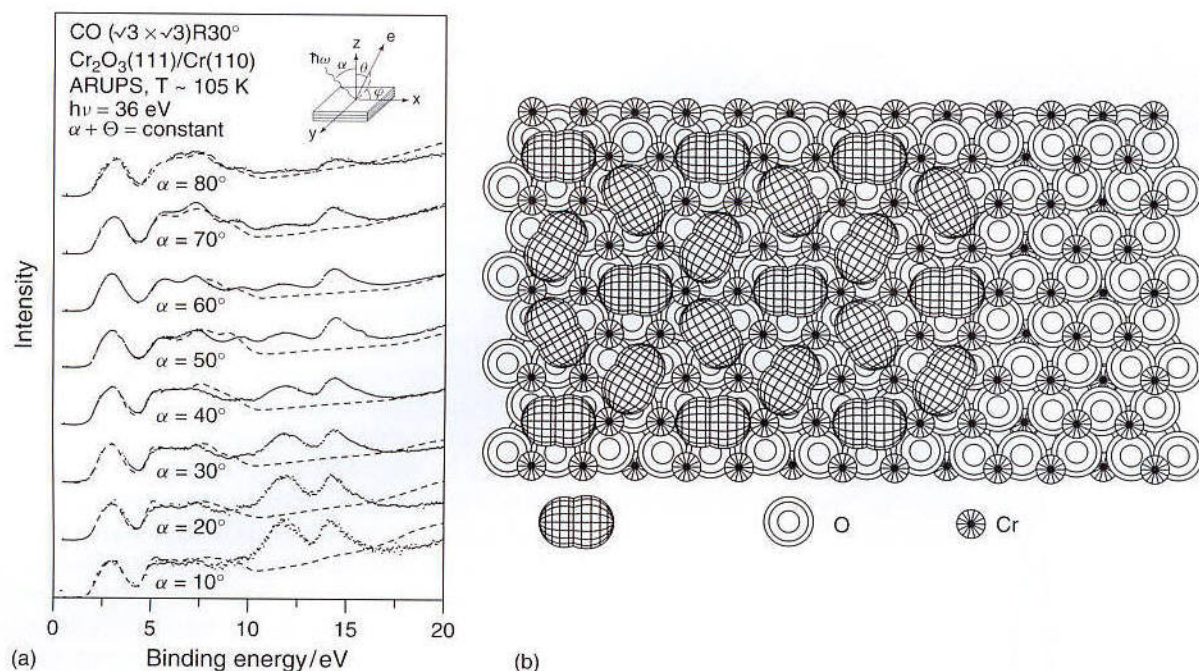 CO (√3 × √3)R30°
Cr₂O₃(111)/Cr(110)
ARUPS, T ~ 105 K
hν = 36 eV
α + Θ = constant
z
e
ħω
α
θ
φ
x
y
α = 80°
α = 70°
α = 60°
α = 50°
α = 40°
α = 30°
α = 20°
α = 10°
Intensity
0 5 10 15 20
Binding energy/eV
(a)
O
Cr
(b)